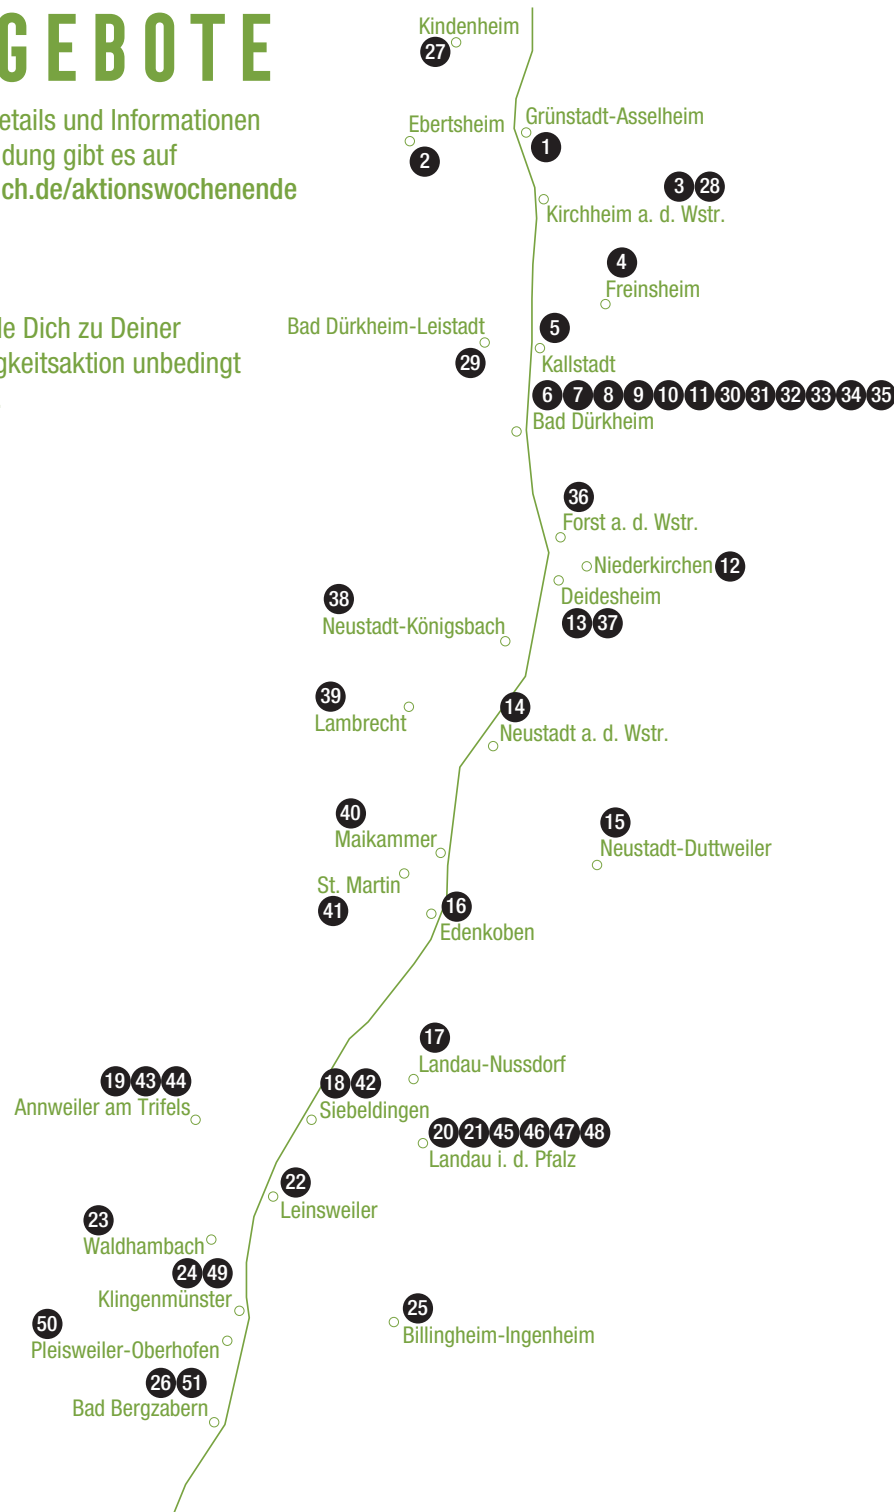 GEBOTE
etails und Informationen
dung gibt es auf
ch.de/aktionswochenende
le Dich zu Deiner
gkeitsaktion unbedingt
.
Kindenheim
27
Ebertsheim
2
Grünstadt-Asselheim
1
3 28
Kirchheim a. d. Wstr.
4
Freinsheim
Bad Dürkheim-Leistadt
29
5
Kallstadt
6 7 8 9 10 11 30 31 32 33 34 35
Bad Dürkheim
36
Forst a. d. Wstr.
Niederkirchen 12
Deidesheim
13 37
38
Neustadt-Königsbach
39
Lambrecht
14
Neustadt a. d. Wstr.
40
Maikammer
15
Neustadt-Duttweiler
St. Martin
41
16
Edenkoben
17
Landau-Nussdorf
19 43 44
Annweiler am Trifels
18 42
Siebeldingen
20 21 45 46 47 48
Landau i. d. Pfalz
22
Leinsweiler
23
Waldhambach
24 49
Klingenmünster
25
Billingheim-Ingenheim
50
Pleisweiler-Oberhofen
26 51
Bad Bergzabern